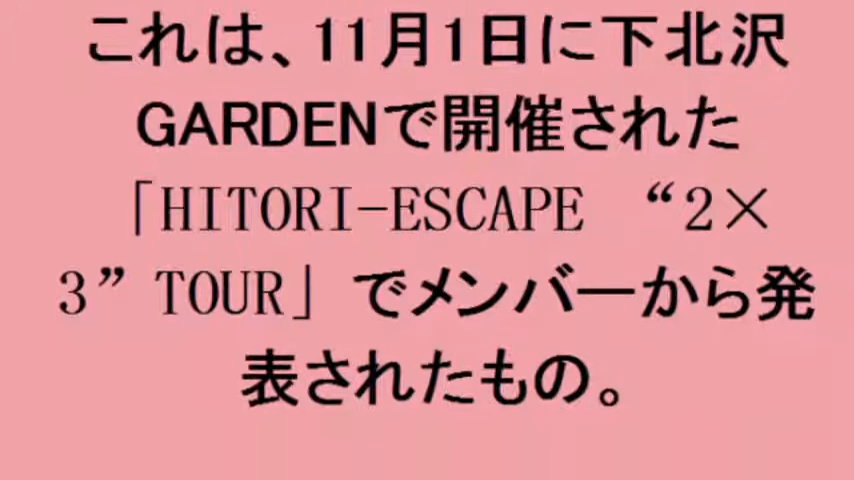 これは、11月1日に下北沢
GARDENで開催された
「HITORI-ESCAPE “2×
3” TOUR」でメンバーから発
表されたもの。